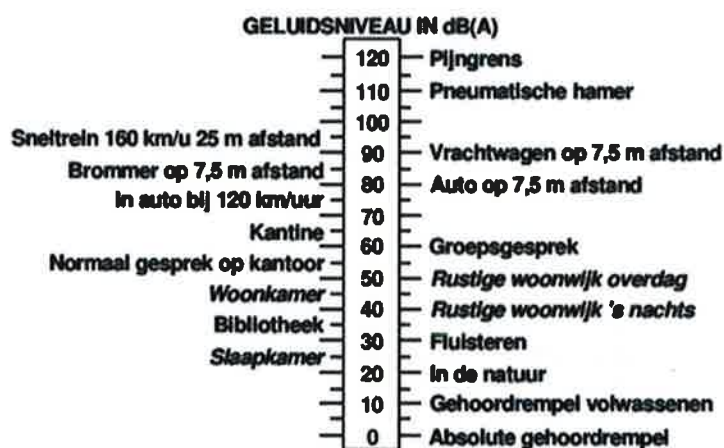 GELUIDSNIVEAU IN dB(A)
120 Pijngrens
110 Pneumatische hamer
100
Sneltrein 160 km/u 25 m afstand
90 Vrachtwagen op 7,5 m afstand
Brommer op 7,5 m afstand
80 Auto op 7,5 m afstand
In auto bij 120 km/uur
70
Kantine
60 Groepsgesprek
Normaal gesprek op kantoor
50 Rustige woonwijk overdag
Woonkamer
40 Rustige woonwijk 's nachts
Bibliotheek
30 Fluisteren
Slaapkamer
20 In de natuur
10 Gehoordrempel volwassenen
0 Absolute gehoordrempel